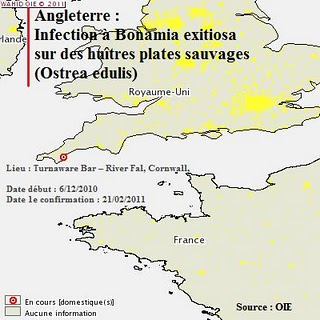 WAHID OIE © 2011
Angleterre :
Infection à Bonamia exitiosa
sur des huîtres plates sauvages
(Ostrea edulis)
rlande
Royaume-Uni
Lieu : Turnaware Bar – River Fal, Cornwall.
Date début : 6/12/2010
Date 1e confirmation : 21/02/2011
France
En cours [domestique(s)]
Aucune information
Source : OIE